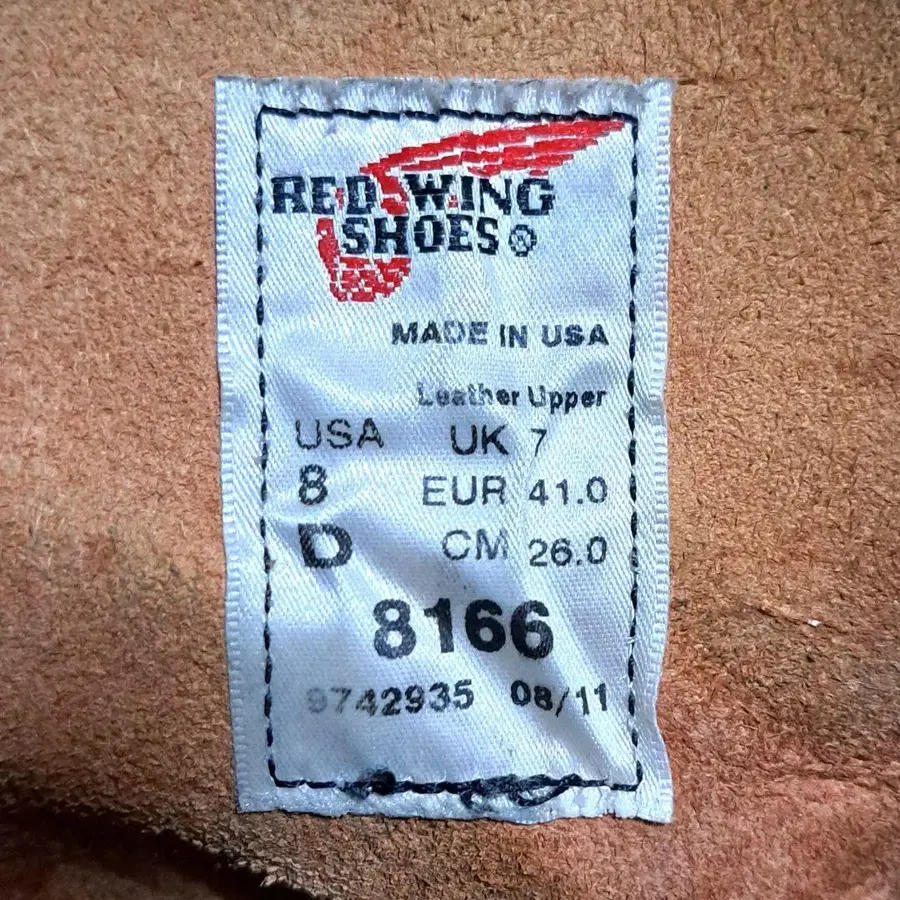 RED WING
SHOES®
MADE IN USA
Leather Upper
USA UK 7
8 EUR 41.0
D CM 26.0
8166
9742935 08/11